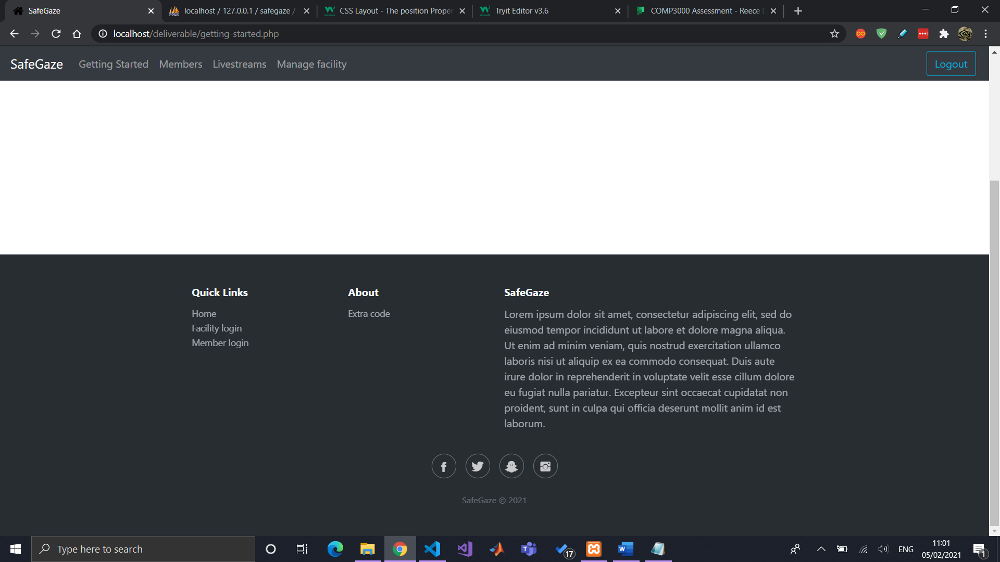 SafeGaze
localhost / 127.0.0.1 / safegaze /
CSS Layout - The position Proper
Tryit Editor v3.6
COMP3000 Assessment - Reece
localhost/deliverable/getting-started.php
SafeGaze
Getting Started
Members
Livestreams
Manage facility
Logout
Quick Links
Home
Facility login
Member login
About
Extra code
SafeGaze
Lorem ipsum dolor sit amet, consectetur adipiscing elit, sed do
eiusmod tempor incididunt ut labore et dolore magna aliqua.
Ut enim ad minim veniam, quis nostrud exercitation ullamco
laboris nisi ut aliquip ex ea commodo consequat. Duis aute
irure dolor in reprehenderit in voluptate velit esse cillum dolore
eu fugiat nulla pariatur. Excepteur sint occaecat cupidatat non
proident, sunt in culpa qui officia deserunt mollit anim id est
laborum.
SafeGaze © 2021
Type here to search
17
ENG
11:01
05/02/2021
1